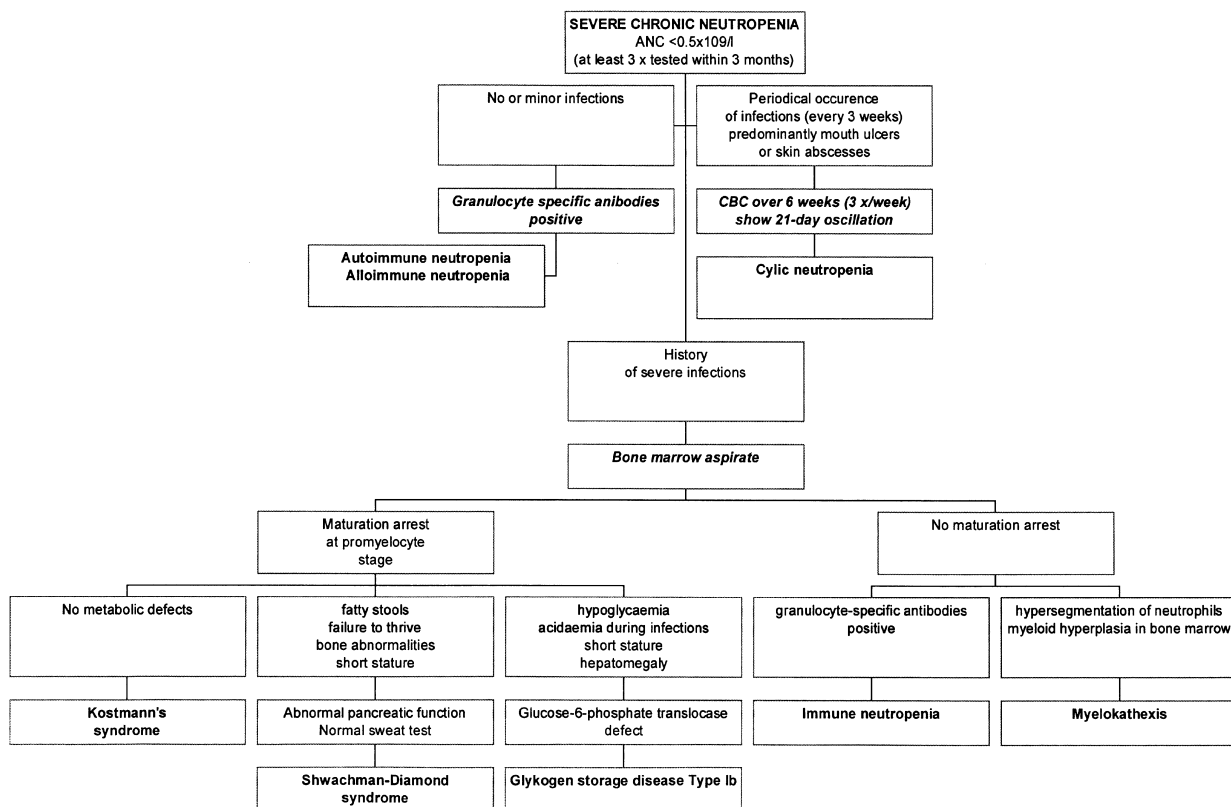 SEVERE CHRONIC NEUTROPENIA
ANC <0.5x109/l
(at least 3 x tested within 3 months)
No or minor infections
Periodical occurence
of infections (every 3 weeks)
predominantly mouth ulcers
or skin abscesses
Granulocyte specific anibodies
positive
CBC over 6 weeks (3 x/week)
show 21-day oscillation
Autoimmune neutropenia
Alloimmune neutropenia
Cylic neutropenia
History
of severe infections
Bone marrow aspirate
Maturation arrest
at promyelocyte
stage
No maturation arrest
No metabolic defects
fatty stools
failure to thrive
bone abnormalities
short stature
hypoglycaemia
acidaemia during infections
short stature
hepatomegaly
granulocyte-specific antibodies
positive
hypersegmentation of neutrophils
myeloid hyperplasia in bone marrow
Kostmann's
syndrome
Abnormal pancreatic function
Normal sweat test
Glucose-6-phosphate translocase
defect
Immune neutropenia
Myelokathexis
Shwachman-Diamond
syndrome
Glykogen storage disease Type Ib